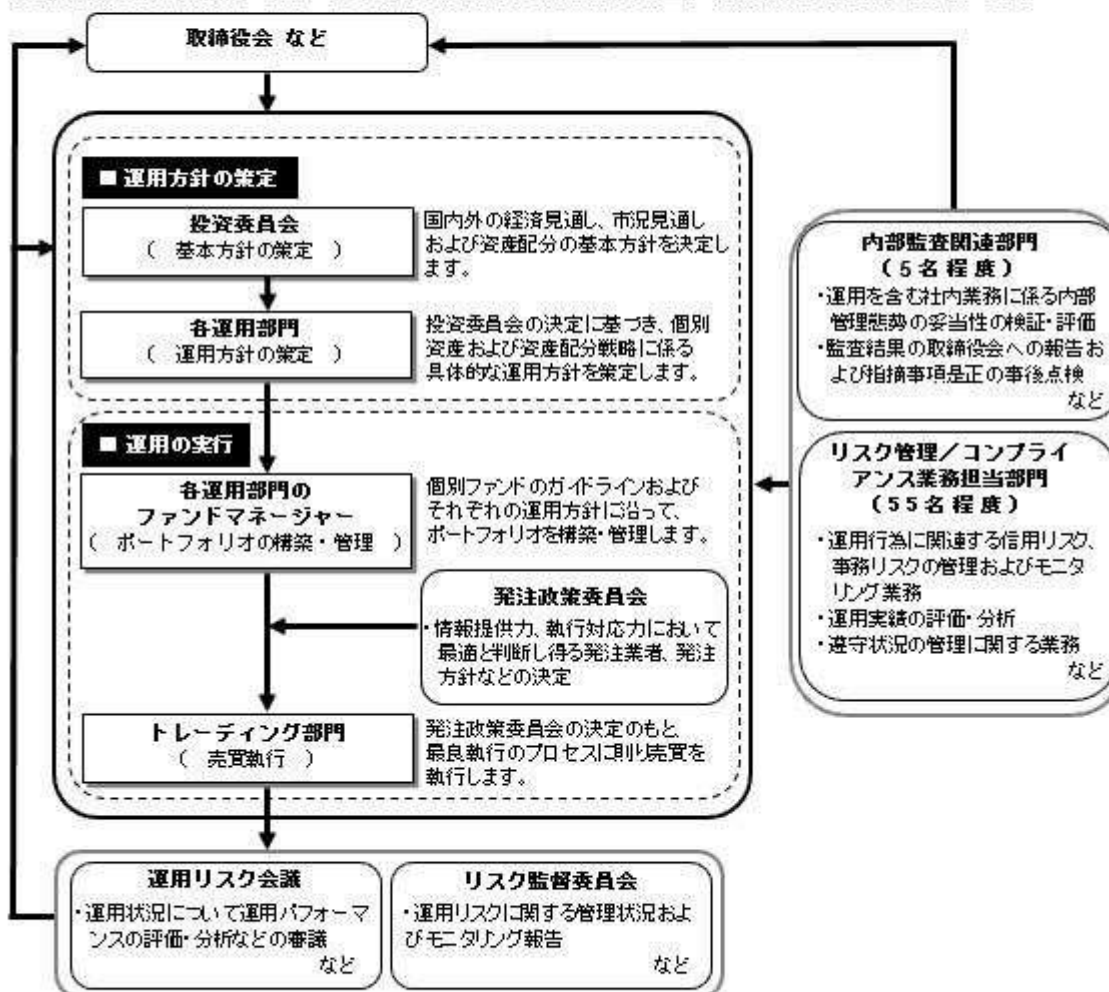 取締役会 など
■ 運用方針の策定
投資委員会
( 基本方針の策定 )
国内外の経済見通し、市況見通し
および資産配分の基本方針を決定し
ます。
各運用部門
( 運用方針の策定 )
投資委員会の決定に基づき、個別
資産および資産配分戦略に係る
具体的な運用方針を策定します。
■ 運用の実行
各運用部門の
ファンドマネージャー
( ポートフォリオの構築・管理 )
個別ファンドのガイドラインおよび
それぞれの運用方針に沿って、
ポートフォリオを構築・管理します。
発注政策委員会
・情報提供力、執行対応力において
最適と判断し得る発注業者、発注
方針などの決定
トレーディング部門
( 売買執行 )
発注政策委員会の決定のもと、
最良執行のプロセスに則り売買を
執行します。
内部監査関連部門
(5名程度)
・運用を含む社内業務に係る内部
管理態勢の妥当性の検証・評価
・監査結果の取締役会への報告お
よび指摘事項是正の事後点検
など
リスク管理/コンプライ
アンス業務担当部門
(55名程度)
・運用行為に関連する信用リスク、
事務リスクの管理およびモニタ
リング業務
・運用実績の評価・分析
・遵守状況の管理に関する業務
など
運用リスク会議
・運用状況について運用パフォーマ
ンスの評価・分析などの審議
など
リスク監督委員会
・運用リスクに関する管理状況およ
びモニタリング報告
など